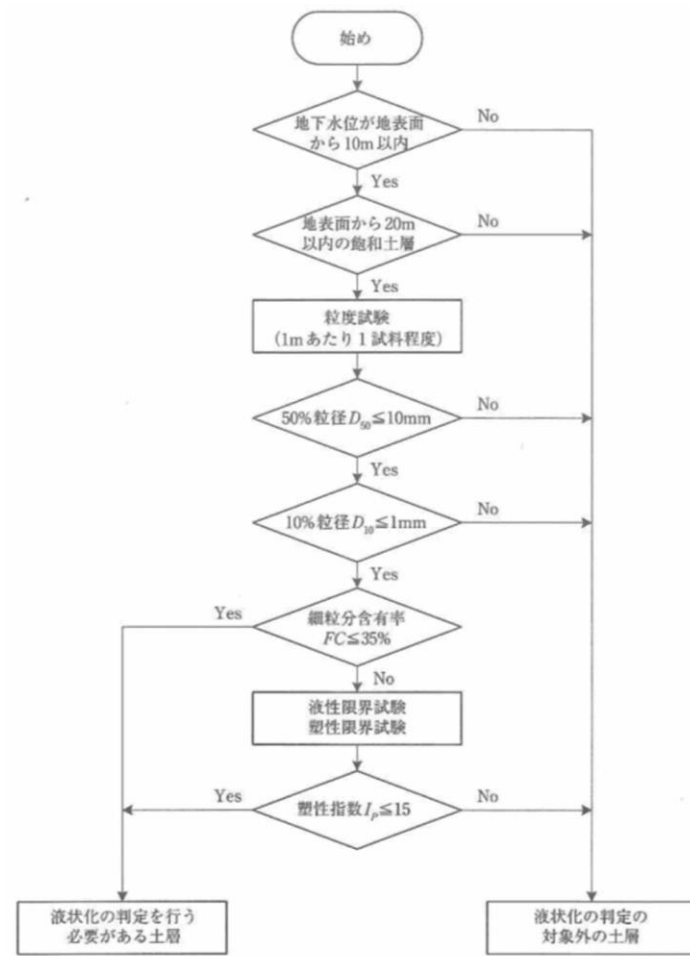 始め
地下水位が地表面
から10m以内
No
Yes
地表面から20m
以内の飽和土層
No
Yes
粒度試験
(1mあたり1試料程度)
50%粒径D50≦10mm
No
Yes
10%粒径D10≦1mm
No
Yes
細粒分含有率
FC≦35%
Yes
No
液性限界試験
塑性限界試験
Yes
塑性指数IP≦15
No
液状化の判定を行う
必要がある土層
液状化の判定の
対象外の土層